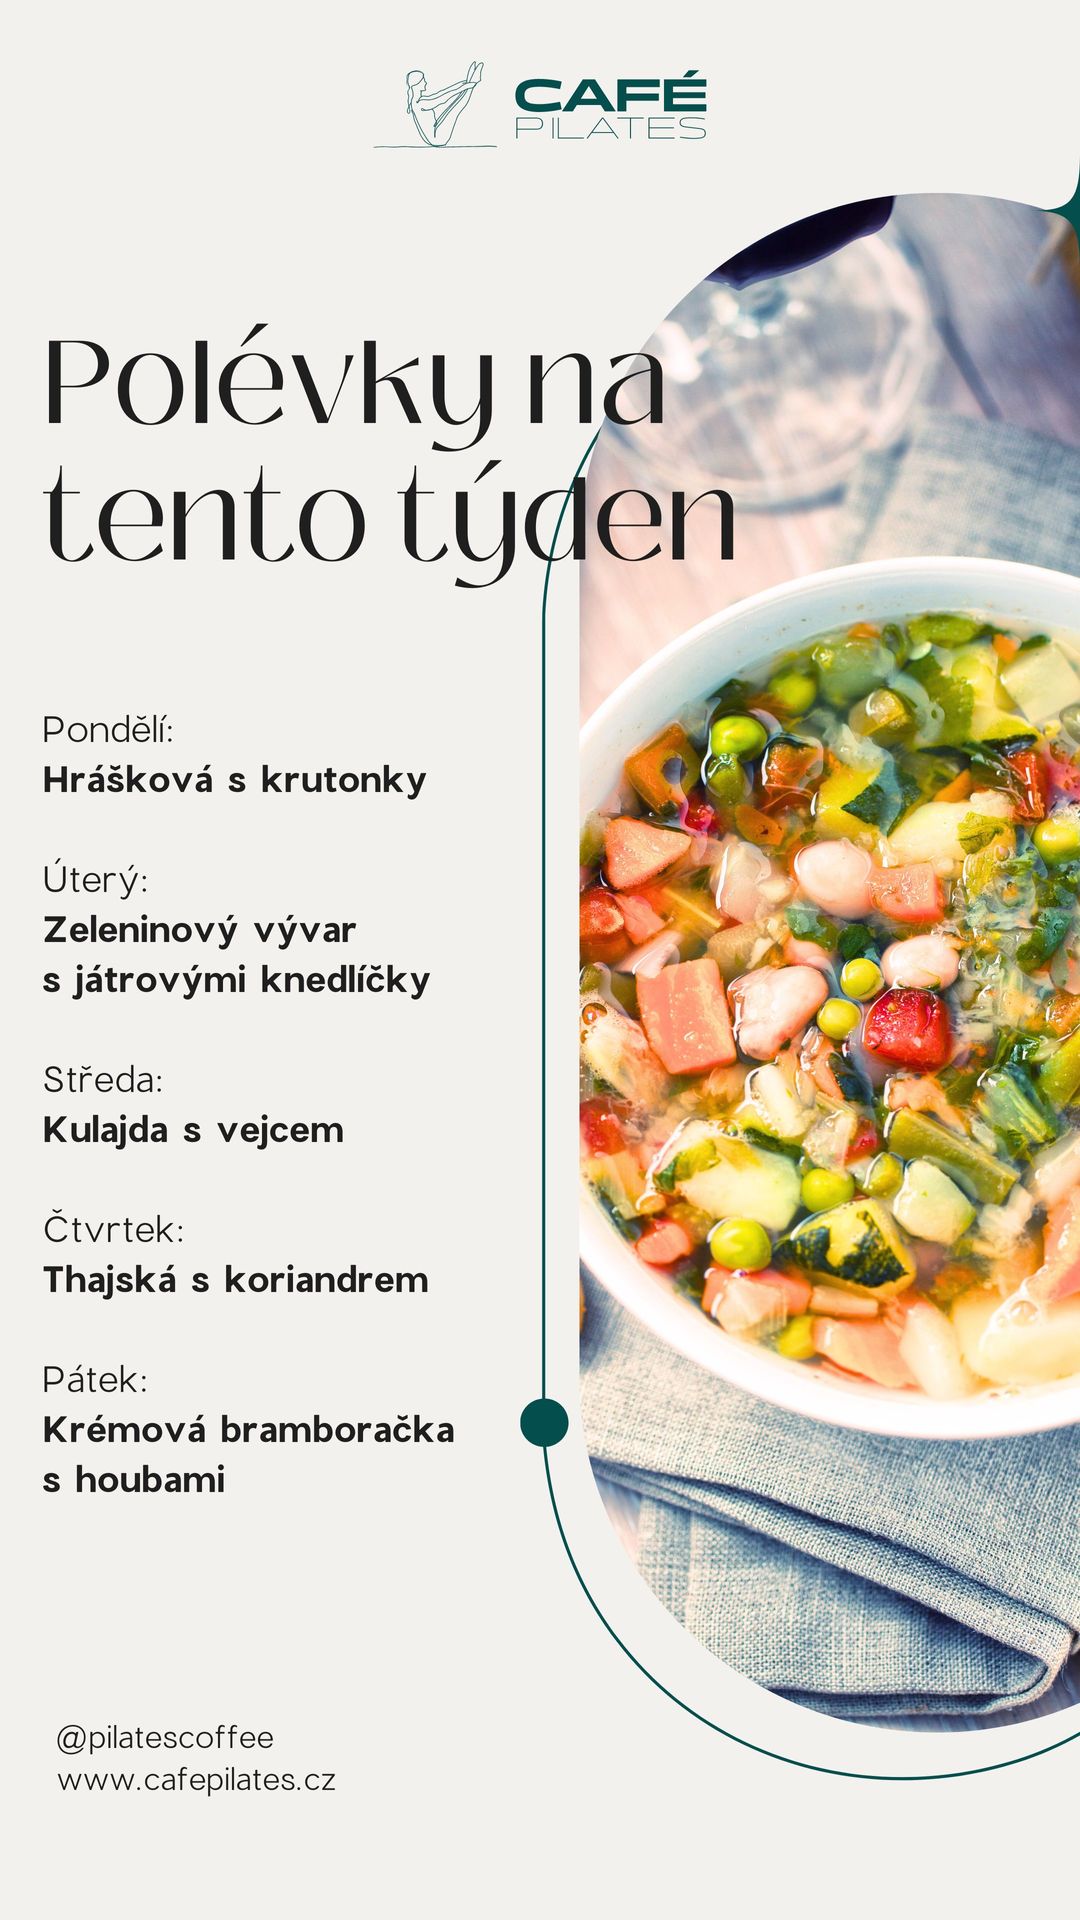 CAFÉ
PILATES
Polévky na
tento týden
Pondělí:
Hrášková s krutonky
Úterý:
Zeleninový vývar
s játrovými knedlíčky
Středa:
Kulajda s vejcem
Čtvrtek:
Thajská s koriandrem
Pátek:
Krémová bramboračka
s houbami
@pilatescoffee
www.cafepilates.cz